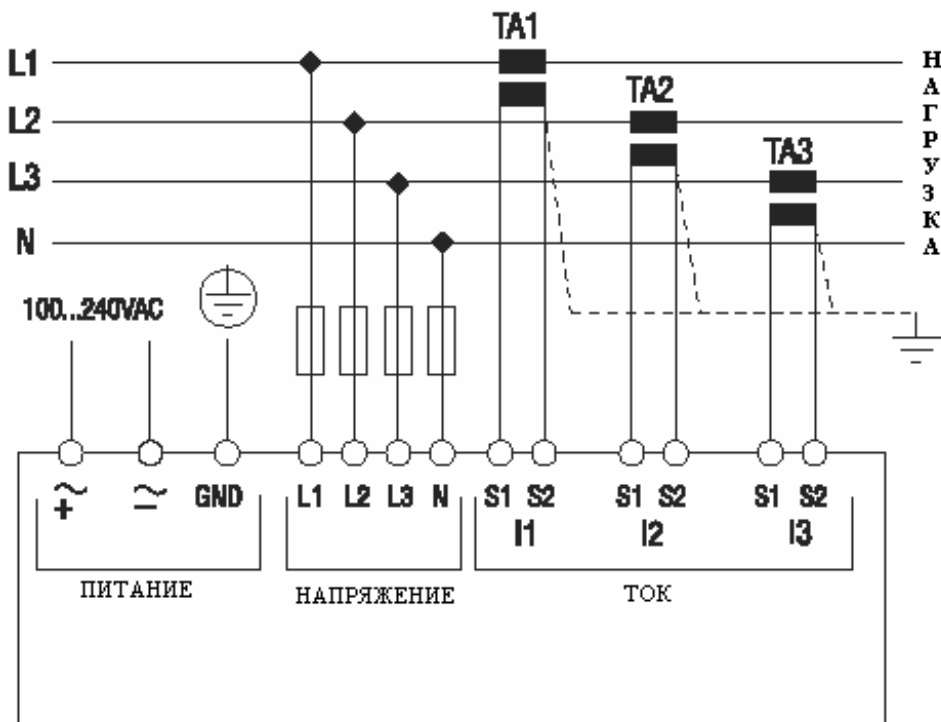 TA1
L1
TA2
L2
TA3
L3
N
НАГРУЗКА
100...240VAC
+ ~
− ~
GND
L1 L2 L3 N
S1 S2
S1 S2
S1 S2
I1
I2
I3
ПИТАНИЕ
НАПРЯЖЕНИЕ
ТОК